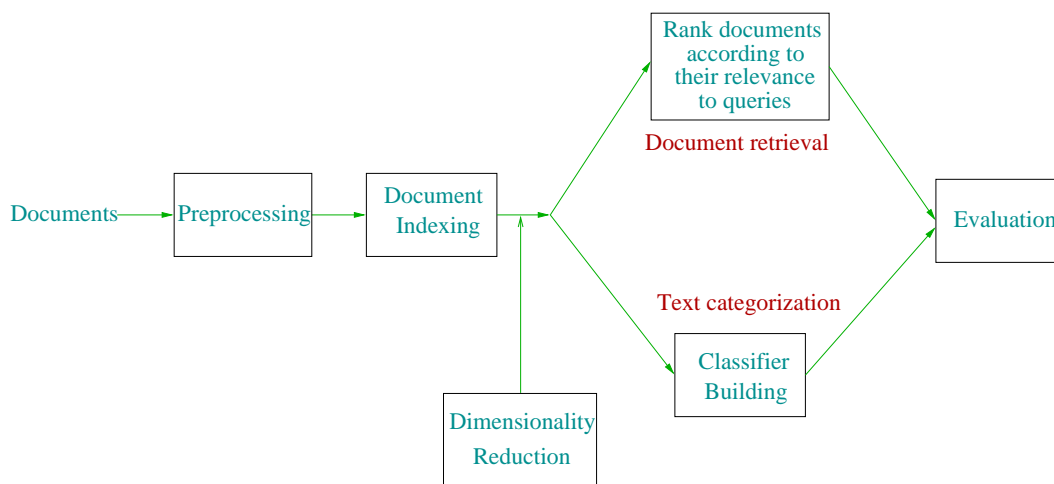 Documents
Preprocessing
Document
Indexing
Dimensionality
Reduction
Rank documents
according to
their relevance
to queries
Document retrieval
Text categorization
Classifier
Building
Evaluation